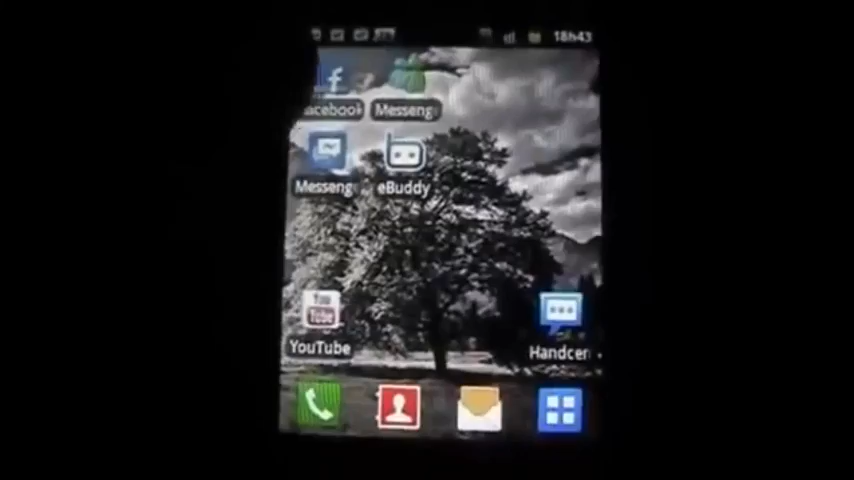 18h43
acebook
Messeng
Messeng
eBuddy
You
Tube
YouTube
Handcen